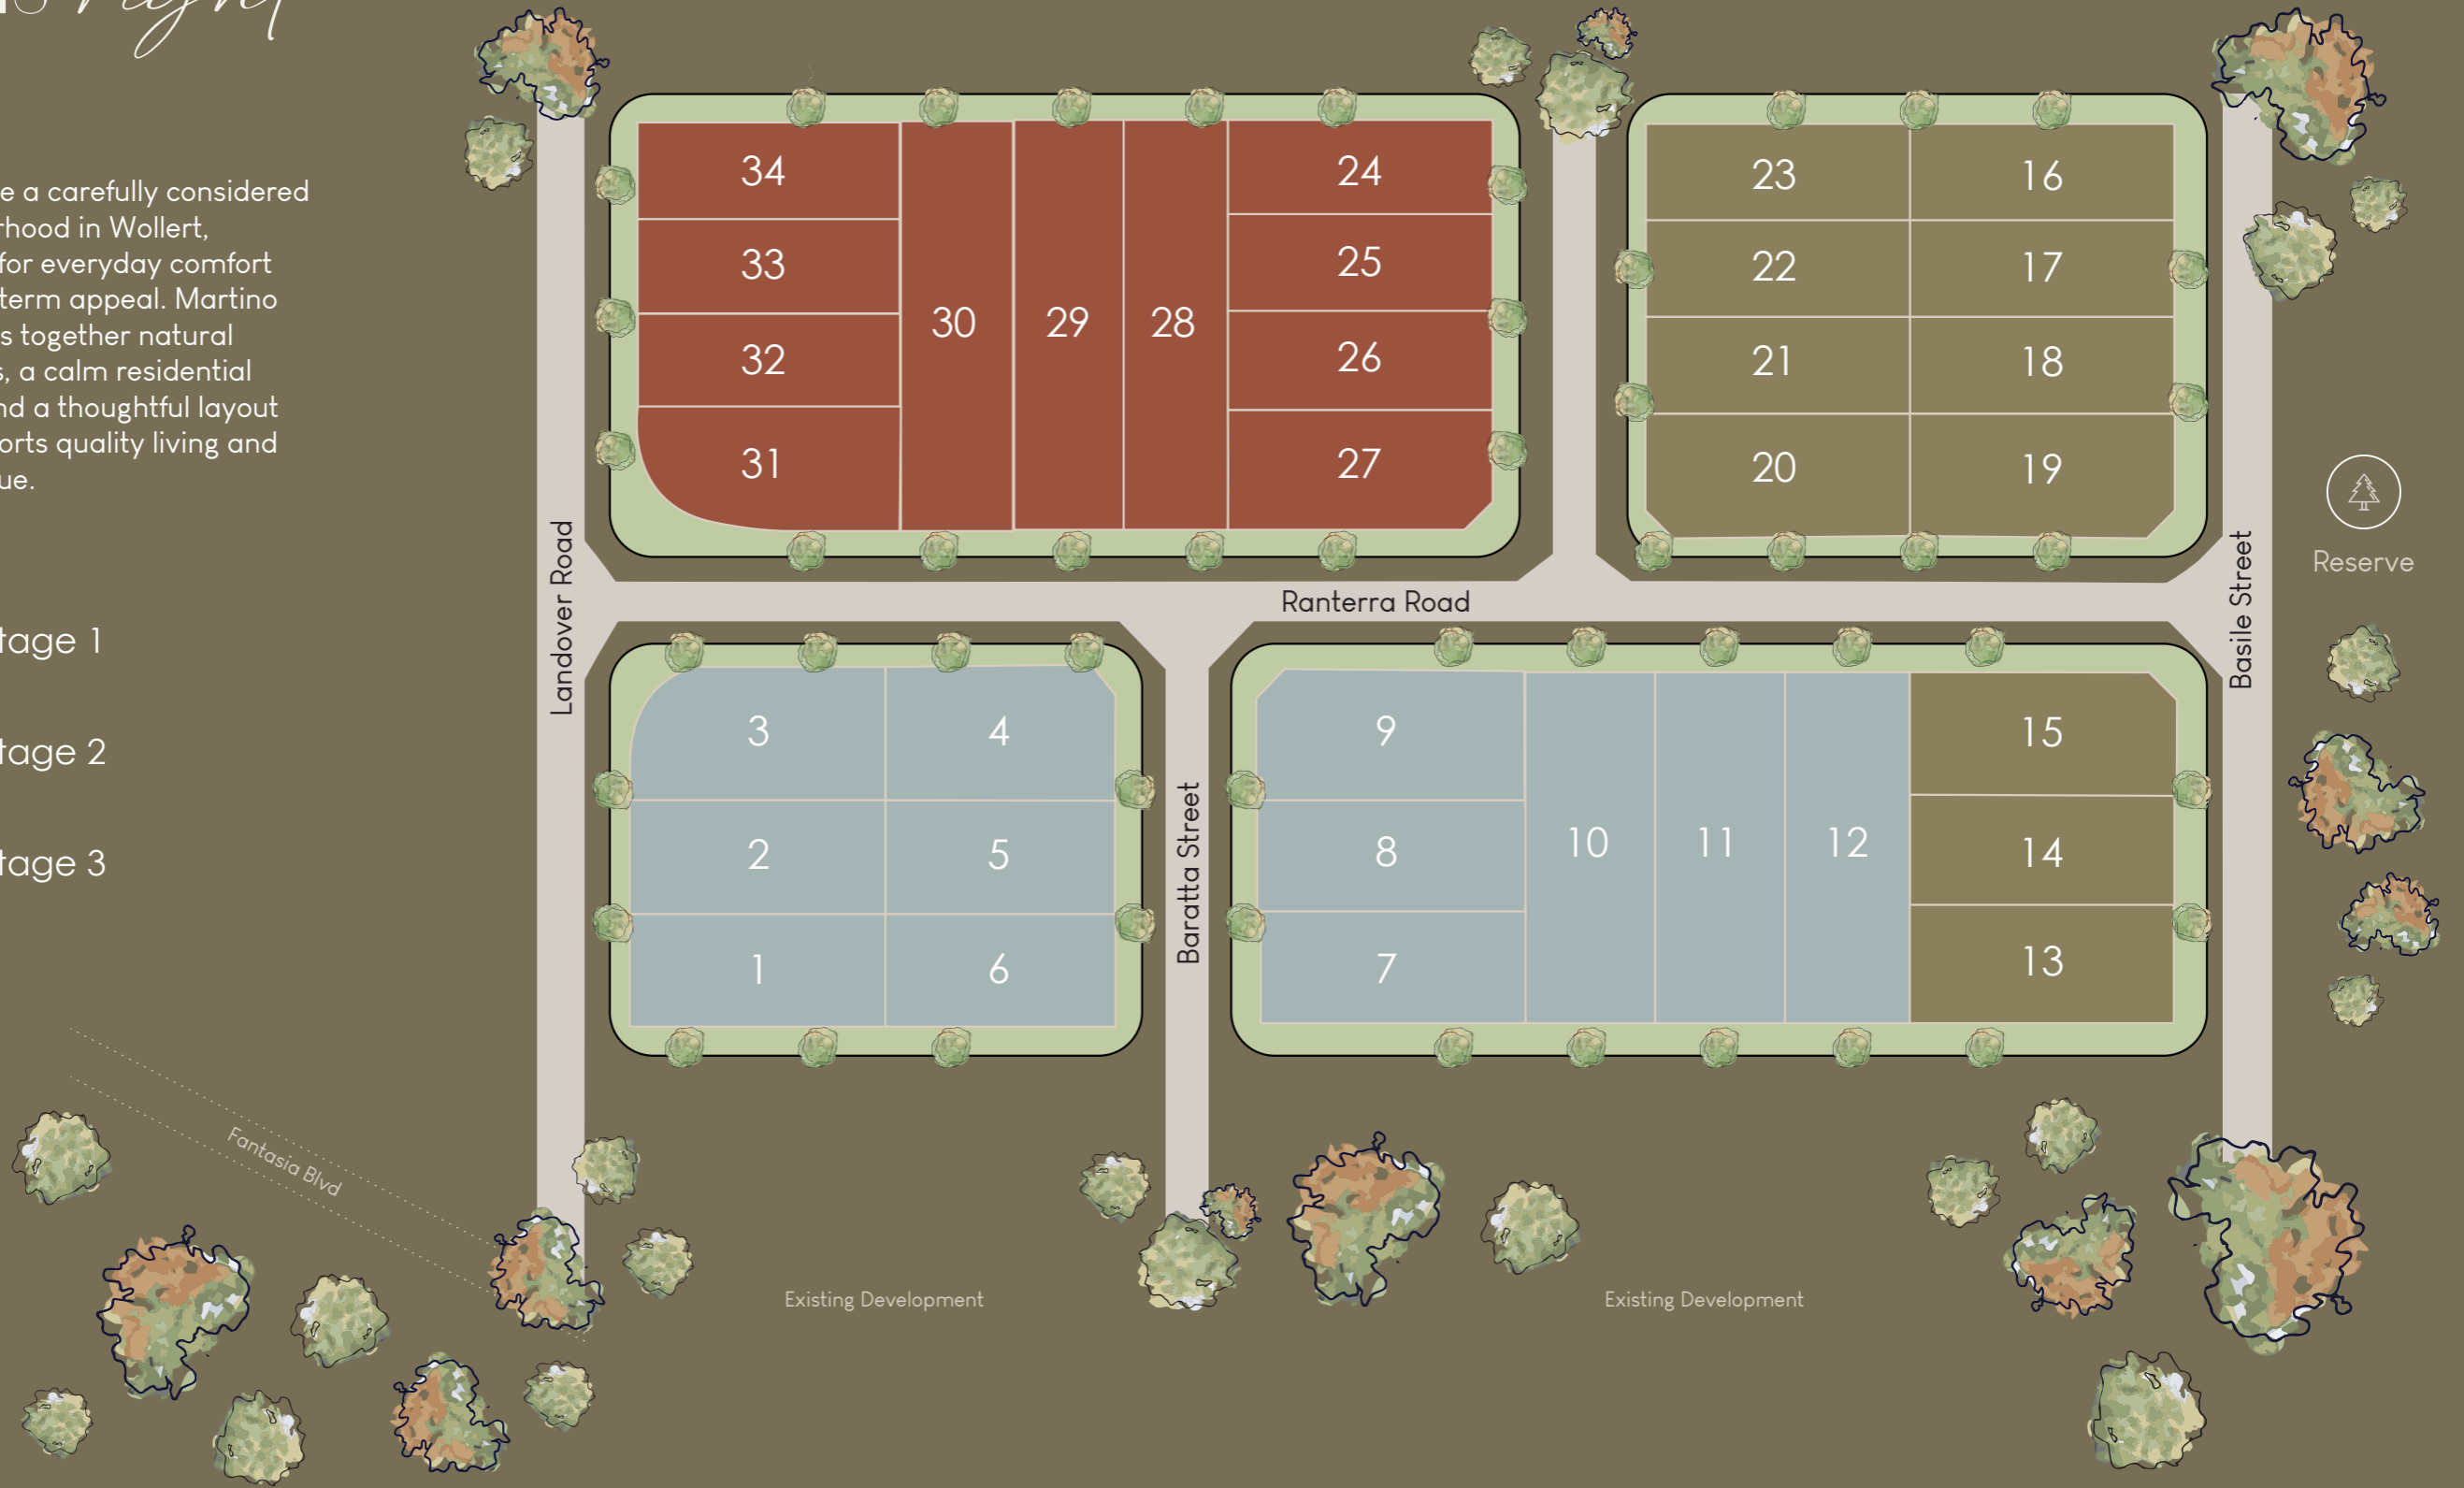 right
e a carefully considered
rhood in Wollert,
for everyday comfort
term appeal. Martino
s together natural
s, a calm residential
nd a thoughtful layout
orts quality living and
ue.
tage 1
tage 2
tage 3
34
33
32
31
30
29
28
24
25
26
27
23
16
22
17
21
18
20
19
Reserve
Landover Road
Ranterra Road
Basile Street
3
4
2
5
1
6
Baratta Street
9
8
7
10
11
12
15
14
13
Fantasia Blvd
Existing Development
Existing Development